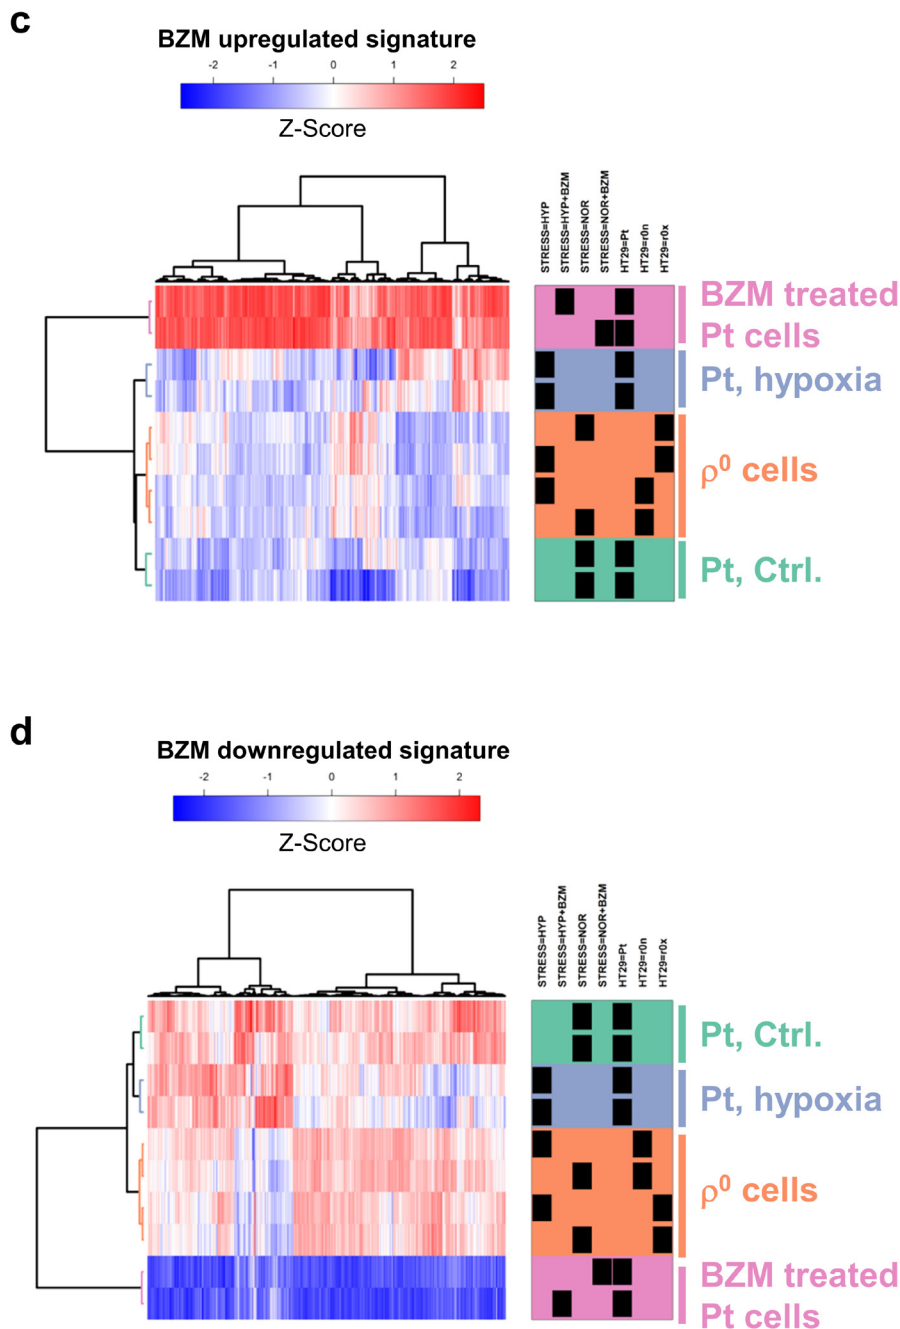 c
BZM upregulated signature
-2 -1 0 1 2
Z-Score
STRESS=HYP
STRESS=HYP+BZM
STRESS=NOR
STRESS=NOR+BZM
HT29=Pt
HT29=r0n
HT29=r0x
BZM treated
Pt cells
Pt, hypoxia
ρ⁰ cells
Pt, Ctrl.
d
BZM downregulated signature
-2 -1 0 1 2
Z-Score
STRESS=HYP
STRESS=HYP+BZM
STRESS=NOR
STRESS=NOR+BZM
HT29=Pt
HT29=r0n
HT29=r0x
Pt, Ctrl.
Pt, hypoxia
ρ⁰ cells
BZM treated
Pt cells